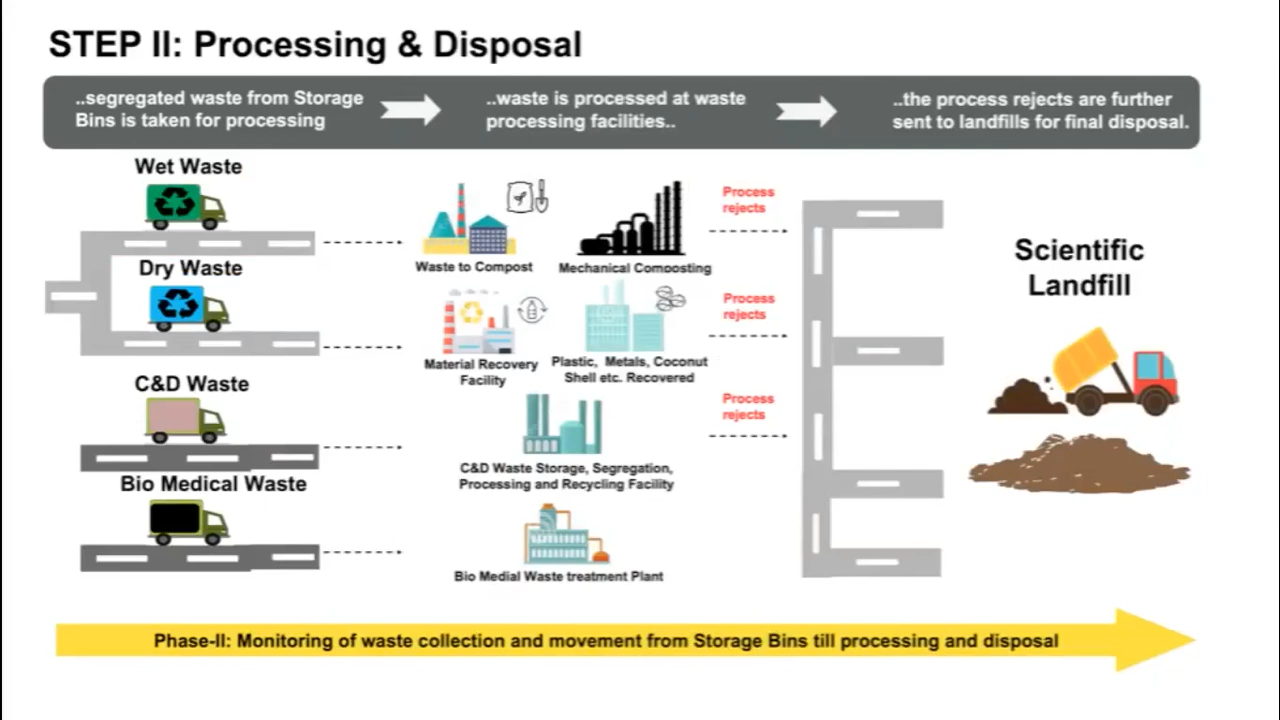 STEP II: Processing & Disposal
..segregated waste from Storage
Bins is taken for processing
..waste is processed at waste
processing facilities..
..the process rejects are further
sent to landfills for final disposal.
Wet Waste
Waste to Compost
Mechanical Composting
Process
rejects
Dry Waste
Material Recovery
Facility
Plastic, Metals, Coconut
Shell etc. Recovered
Process
rejects
C&D Waste
C&D Waste Storage, Segregation,
Processing and Recycling Facility
Process
rejects
Bio Medical Waste
Bio Medial Waste treatment Plant
Scientific
Landfill
Phase-II: Monitoring of waste collection and movement from Storage Bins till processing and disposal